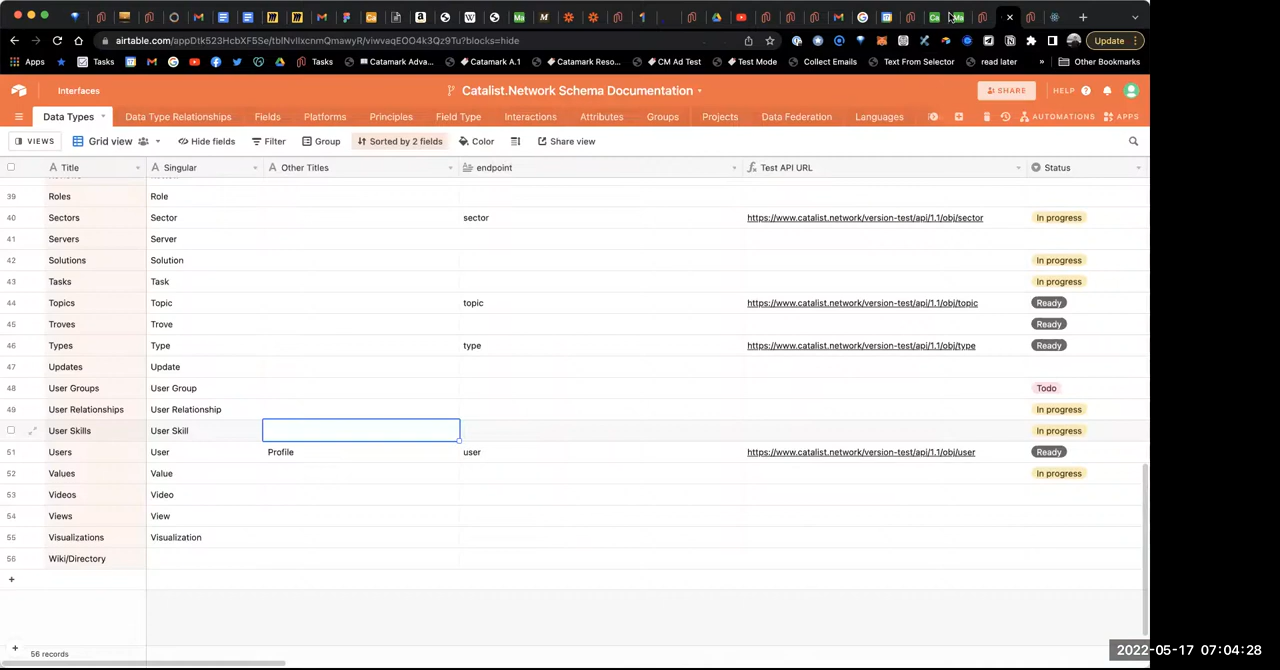 airtable.com/appDtk523HcbXF5Se/tblNvlIxcnmQmawyR/viwvaqEOO4k3Qz9Tu?blocks=hide
Update
Apps Tasks Catamark Adva... Catamark A.1 Catamark Reso... CM Ad Test Test Mode Collect Emails Text From Selector read later » Other Bookmarks
Interfaces Catalist.Network Schema Documentation SHARE HELP
Data Types Data Type Relationships Fields Platforms Principles Field Type Interactions Attributes Groups Projects Data Federation Languages AUTOMATIONS APPS
VIEWS Grid view Hide fields Filter Group Sorted by 2 fields Color Share view
Title Singular Other Titles endpoint Test API URL Status
39 Roles Role
40 Sectors Sector sector https://www.catalist.network/version-test/api/1.1/obj/sector In progress
41 Servers Server
42 Solutions Solution In progress
43 Tasks Task In progress
44 Topics Topic topic https://www.catalist.network/version-test/api/1.1/obj/topic Ready
45 Troves Trove Ready
46 Types Type type https://www.catalist.network/version-test/api/1.1/obj/type Ready
47 Updates Update
48 User Groups User Group Todo
49 User Relationships User Relationship In progress
User Skills User Skill In progress
51 Users User Profile user https://www.catalist.network/version-test/api/1.1/obj/user Ready
52 Values Value In progress
53 Videos Video
54 Views View
55 Visualizations Visualization
56 Wiki/Directory
+
+
56 records
2022-05-17 07:04:28